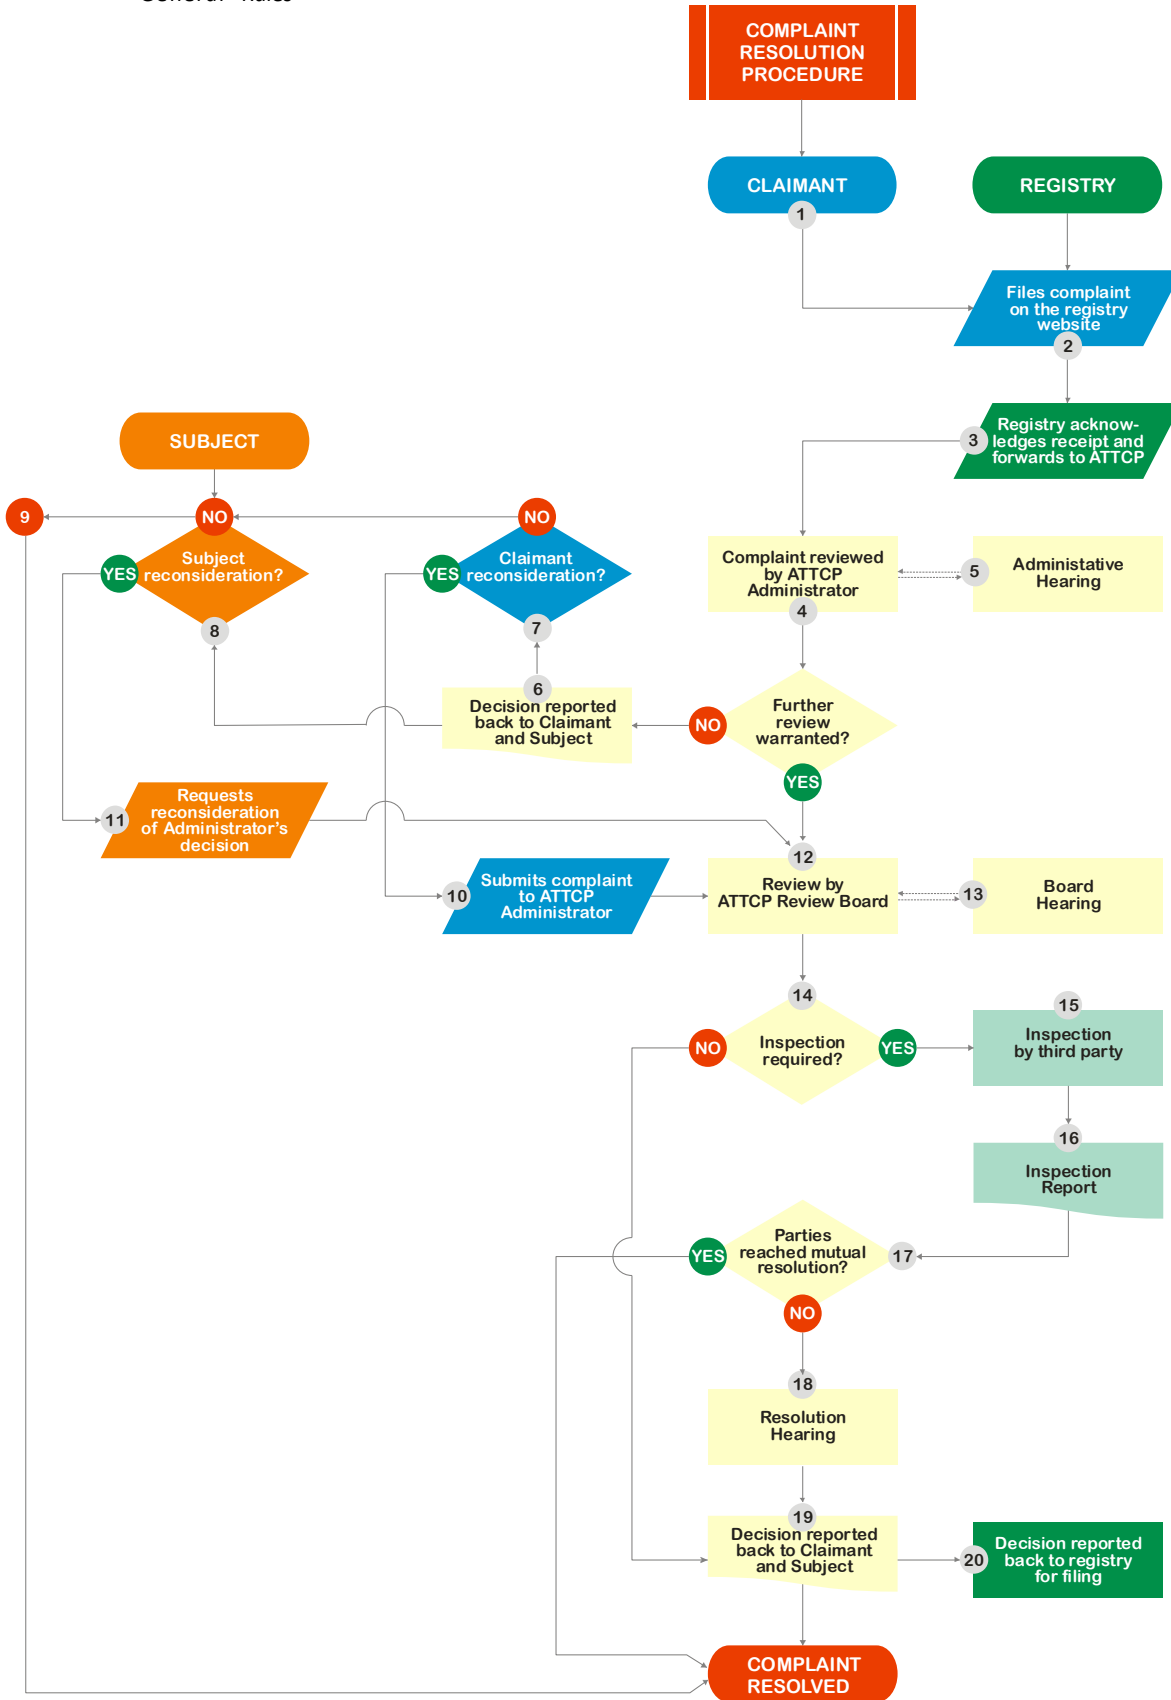 General Rules
COMPLAINT
RESOLUTION
PROCEDURE
CLAIMANT
1
REGISTRY
Files complaint
on the registry
website
2
3
Registry acknow-
ledges receipt and
forwards to ATTCP
SUBJECT
9
NO
NO
YES
Subject
reconsideration?
8
YES
Claimant
reconsideration?
7
Complaint reviewed
by ATTCP
Administrator
4
5
Administative
Hearing
6
Decision reported
back to Claimant
and Subject
NO
Further
review
warranted?
YES
11
Requests
reconsideration
of Administrator's
decision
10
Submits complaint
to ATTCP
Administrator
12
Review by
ATTCP Review Board
13
Board
Hearing
14
NO
Inspection
required?
YES
15
Inspection
by third party
16
Inspection
Report
YES
Parties
reached mutual
resolution?
17
NO
18
Resolution
Hearing
19
Decision reported
back to Claimant
and Subject
20
Decision reported
back to registry
for filing
COMPLAINT
RESOLVED